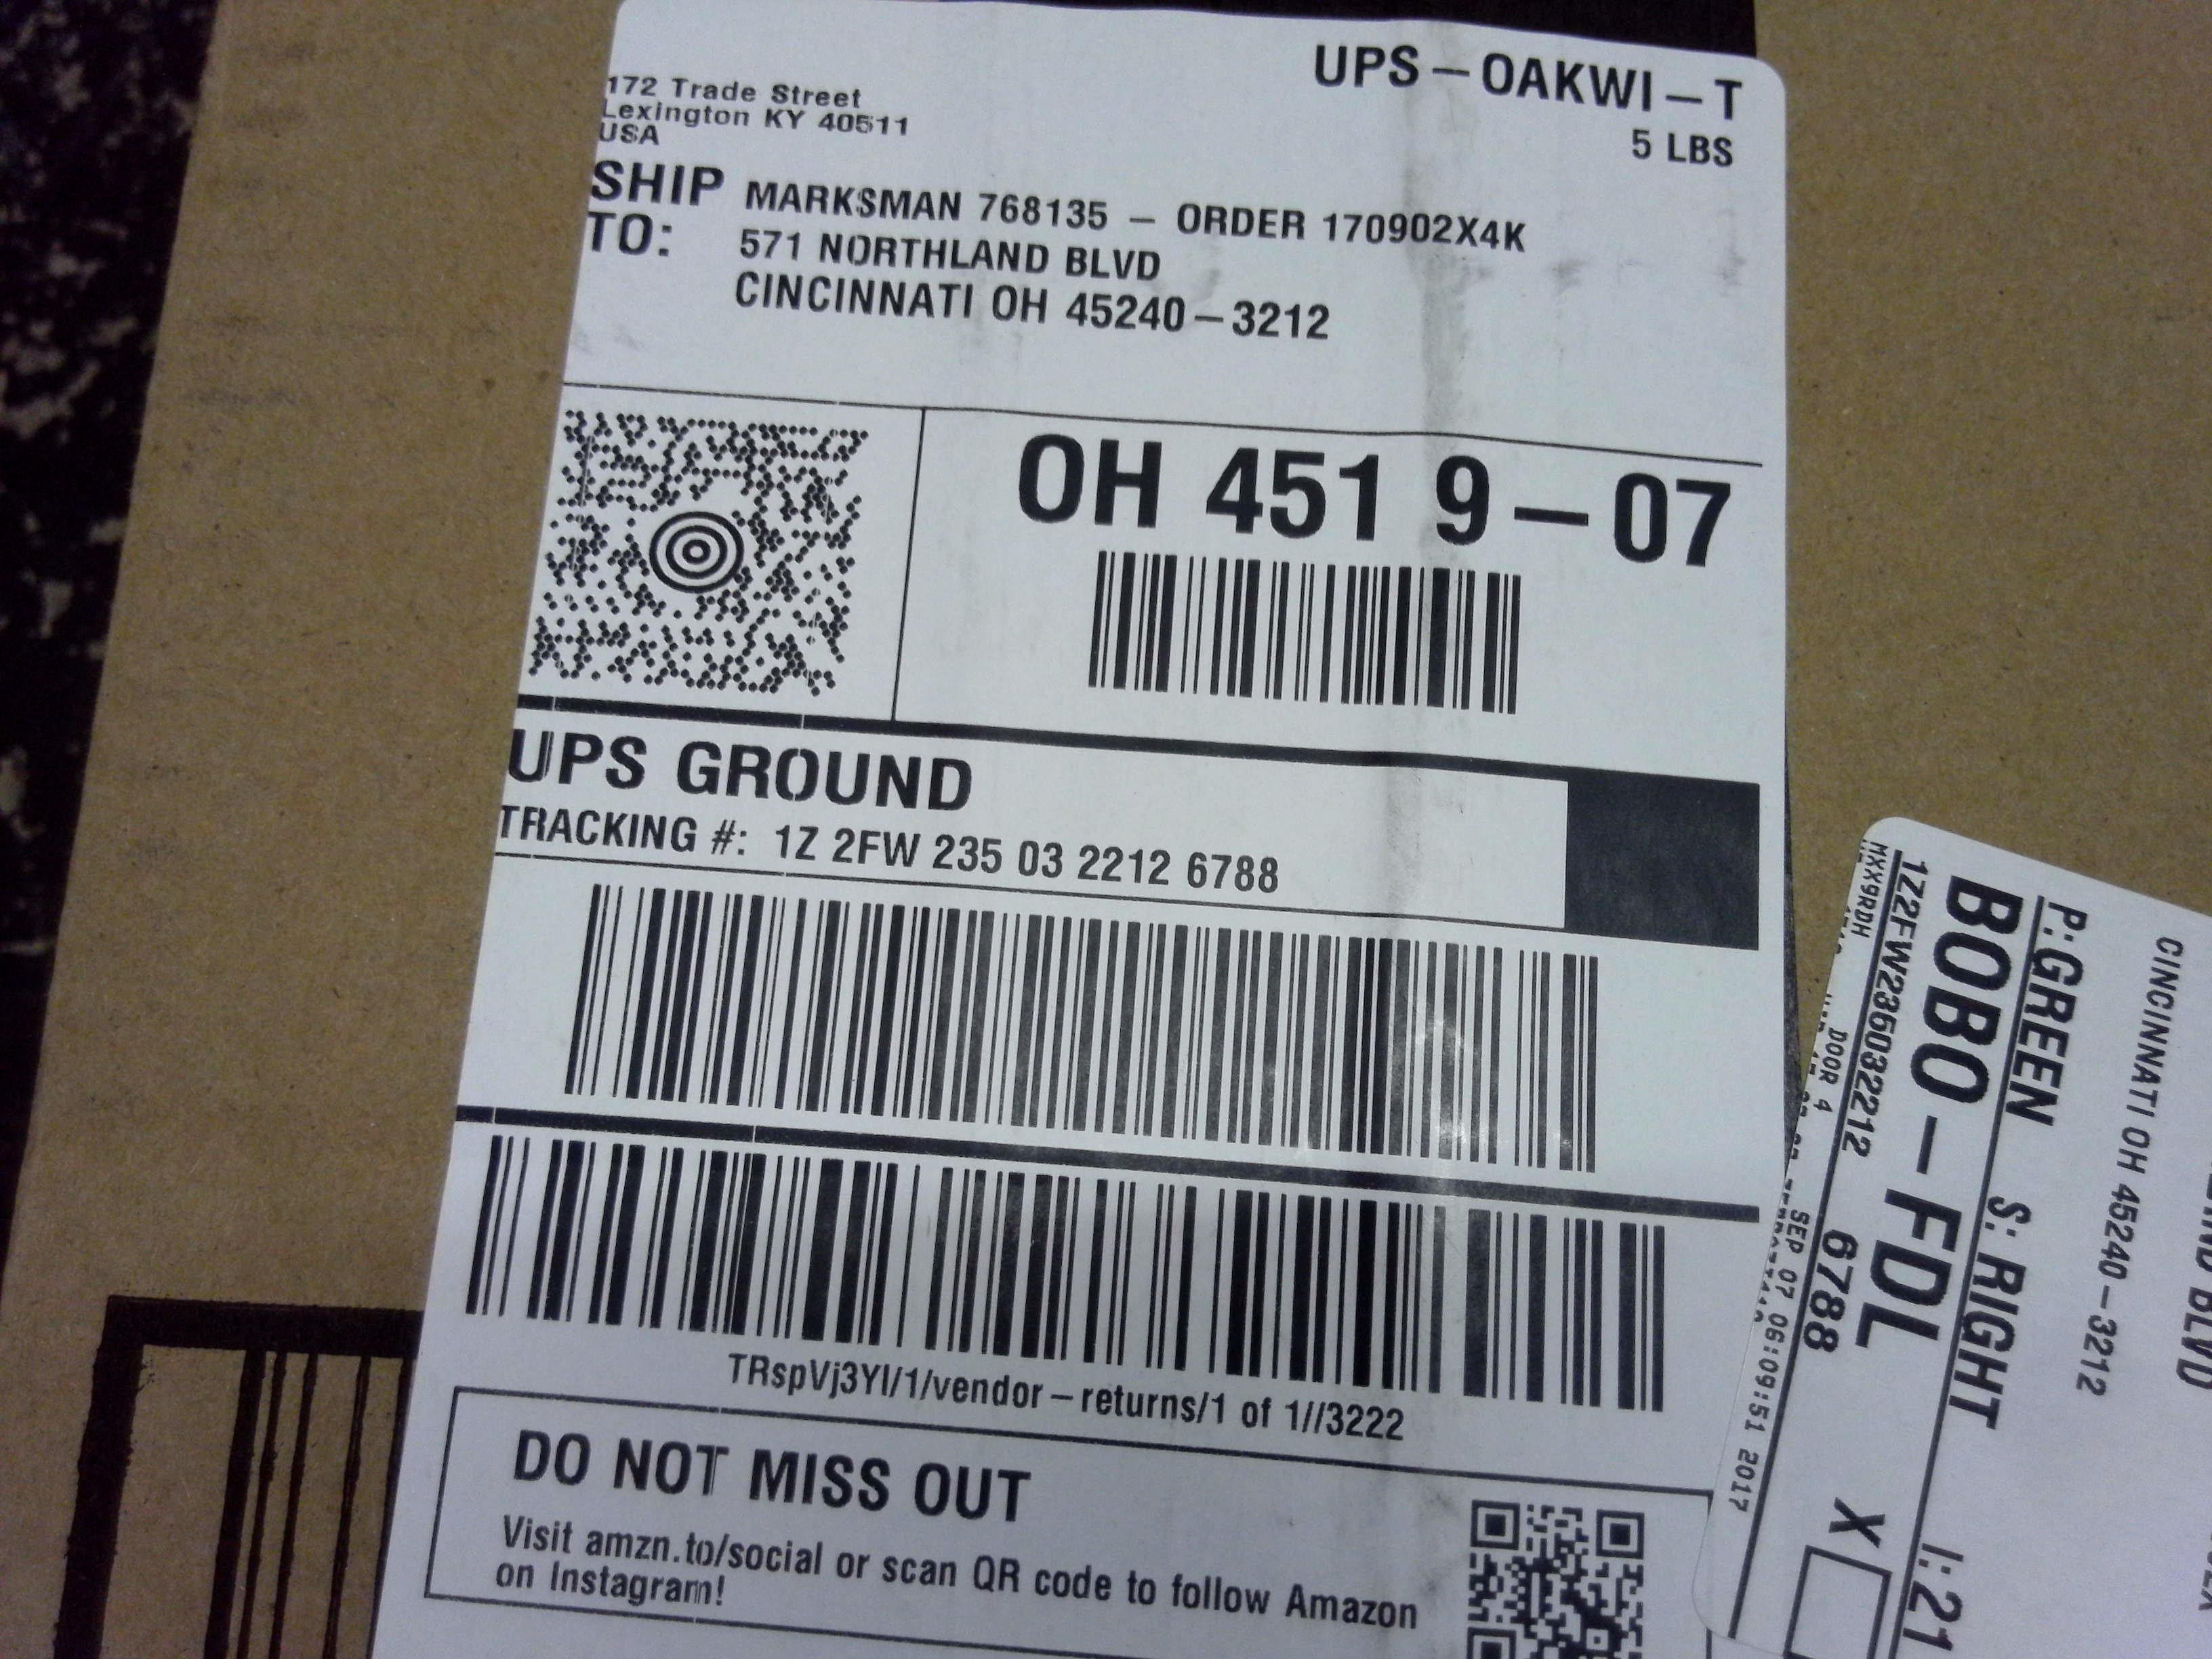 UPS-OAKWI-T
5 LBS
172 Trade Street
Lexington KY 40511
USA
SHIP TO:
MARKSMAN 768135 - ORDER 170902X4K
571 NORTHLAND BLVD
CINCINNATI OH 45240-3212
OH 451 9-07
UPS GROUND
TRACKING #: 1Z 2FW 235 03 2212 6788
TRspVj3Yl/1/vendor-returns/1 of 1//3222
DO NOT MISS OUT
Visit amzn.to/social or scan QR code to follow Amazon
on Instagram!
BLVD
CINCINNATI OH 45240-3212
P:GREEN S: RIGHT I:21
BOBO-FDL
X
1Z2FW2360322212 6788
MXX9RDH DOOR 4 SEP 07 06:09:51 2017